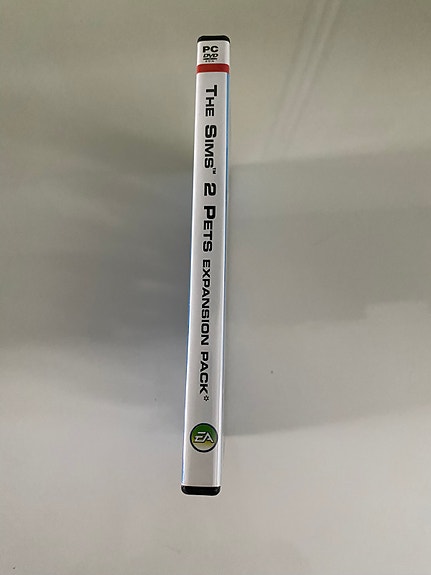 PC
DVD
THE SIMS™ 2 PETS EXPANSION PACK*
EA